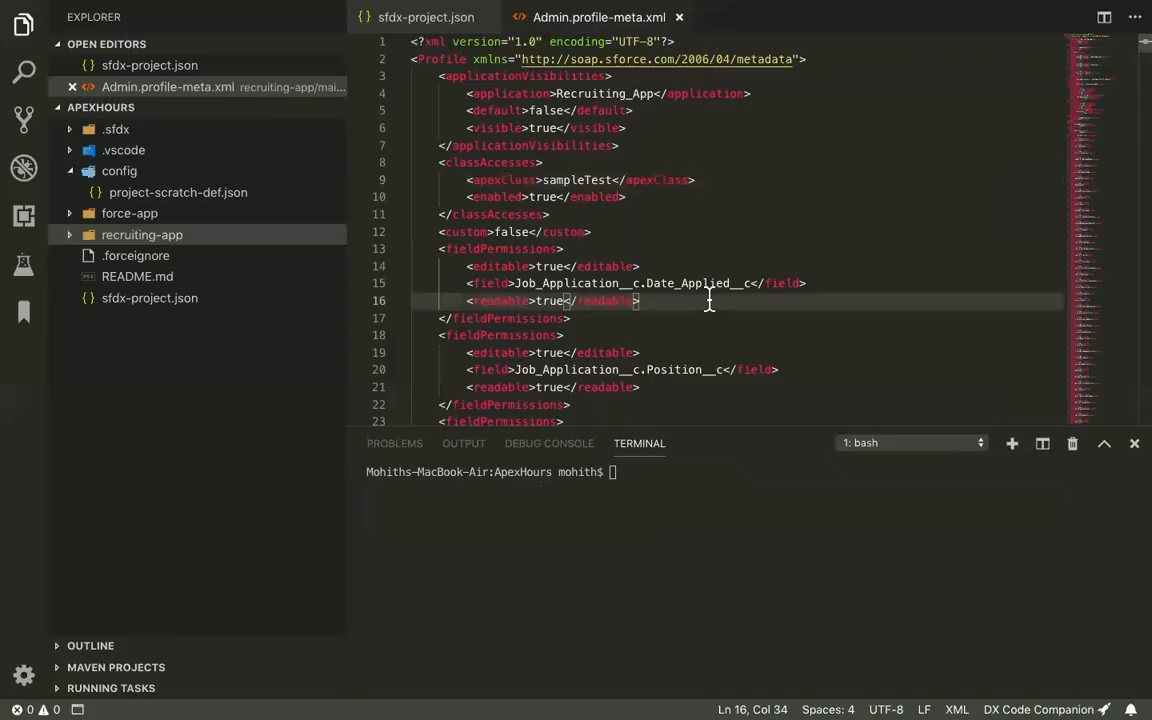 EXPLORER
OPEN EDITORS
sfdx-project.json
Admin.profile-meta.xml recruiting-app/mai...
APEXHOURS
.sfdx
.vscode
config
project-scratch-def.json
force-app
recruiting-app
.forceignore
README.md
sfdx-project.json
OUTLINE
MAVEN PROJECTS
RUNNING TASKS
sfdx-project.json
Admin.profile-meta.xml
1 <?xml version="1.0" encoding="UTF-8"?>
2 <Profile xmlns="http://soap.sforce.com/2006/04/metadata">
3 <applicationVisibilities>
4 <application>Recruiting_App</application>
5 <default>false</default>
6 <visible>true</visible>
7 </applicationVisibilities>
8 <classAccesses>
9 <apexClass>sampleTest</apexClass>
10 <enabled>true</enabled>
11 </classAccesses>
12 <custom>false</custom>
13 <fieldPermissions>
14 <editable>true</editable>
15 <field>Job_Application__c.Date_Applied__c</field>
16 <readable>true</readable>
17 </fieldPermissions>
18 <fieldPermissions>
19 <editable>true</editable>
20 <field>Job_Application__c.Position__c</field>
21 <readable>true</readable>
22 </fieldPermissions>
23 <fieldPermissions>
PROBLEMS OUTPUT DEBUG CONSOLE TERMINAL 1: bash
Mohiths-MacBook-Air:ApexHours mohith$
0 0 Ln 16, Col 34 Spaces: 4 UTF-8 LF XML DX Code Companion